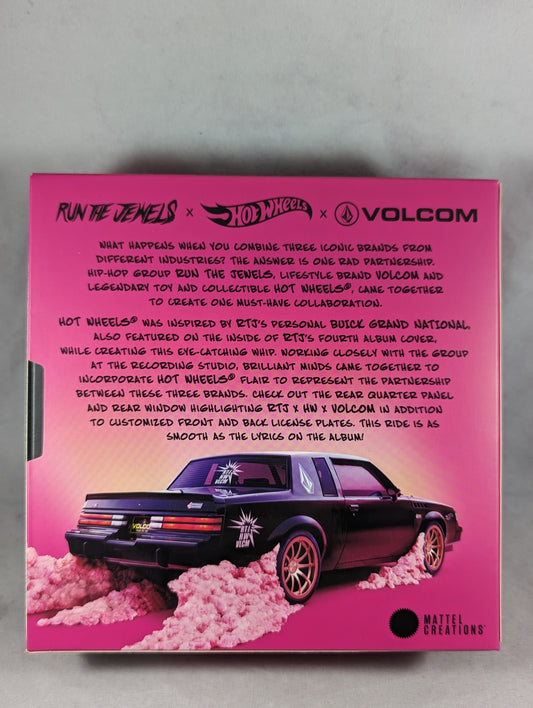 RUN THE JEWELS x Hot Wheels x VOLCOM
WHAT HAPPENS WHEN YOU COMBINE THREE ICONIC BRANDS FROM
DIFFERENT INDUSTRIES? THE ANSWER IS ONE RAD PARTNERSHIP.
HIP-HOP GROUP RUN THE JEWELS, LIFESTYLE BRAND VOLCOM AND
LEGENDARY TOY AND COLLECTIBLE HOT WHEELS®, CAME TOGETHER
TO CREATE ONE MUST-HAVE COLLABORATION.
HOT WHEELS® WAS INSPIRED BY RTJ'S PERSONAL BUICK GRAND NATIONAL,
ALSO FEATURED ON THE INSIDE OF RTJ'S FOURTH ALBUM COVER,
WHILE CREATING THIS EYE-CATCHING WHIP. WORKING CLOSELY WITH THE GROUP
AT THE RECORDING STUDIO, BRILLIANT MINDS CAME TOGETHER TO
INCORPORATE HOT WHEELS® FLAIR TO REPRESENT THE PARTNERSHIP
BETWEEN THESE THREE BRANDS. CHECK OUT THE REAR QUARTER PANEL
AND REAR WINDOW HIGHLIGHTING RTJ x HW x VOLCOM IN ADDITION
TO CUSTOMIZED FRONT AND BACK LICENSE PLATES. THIS RIDE IS AS
SMOOTH AS THE LYRICS ON THE ALBUM!
RTJ
HW
VLCM
MATTEL
CREATIONS